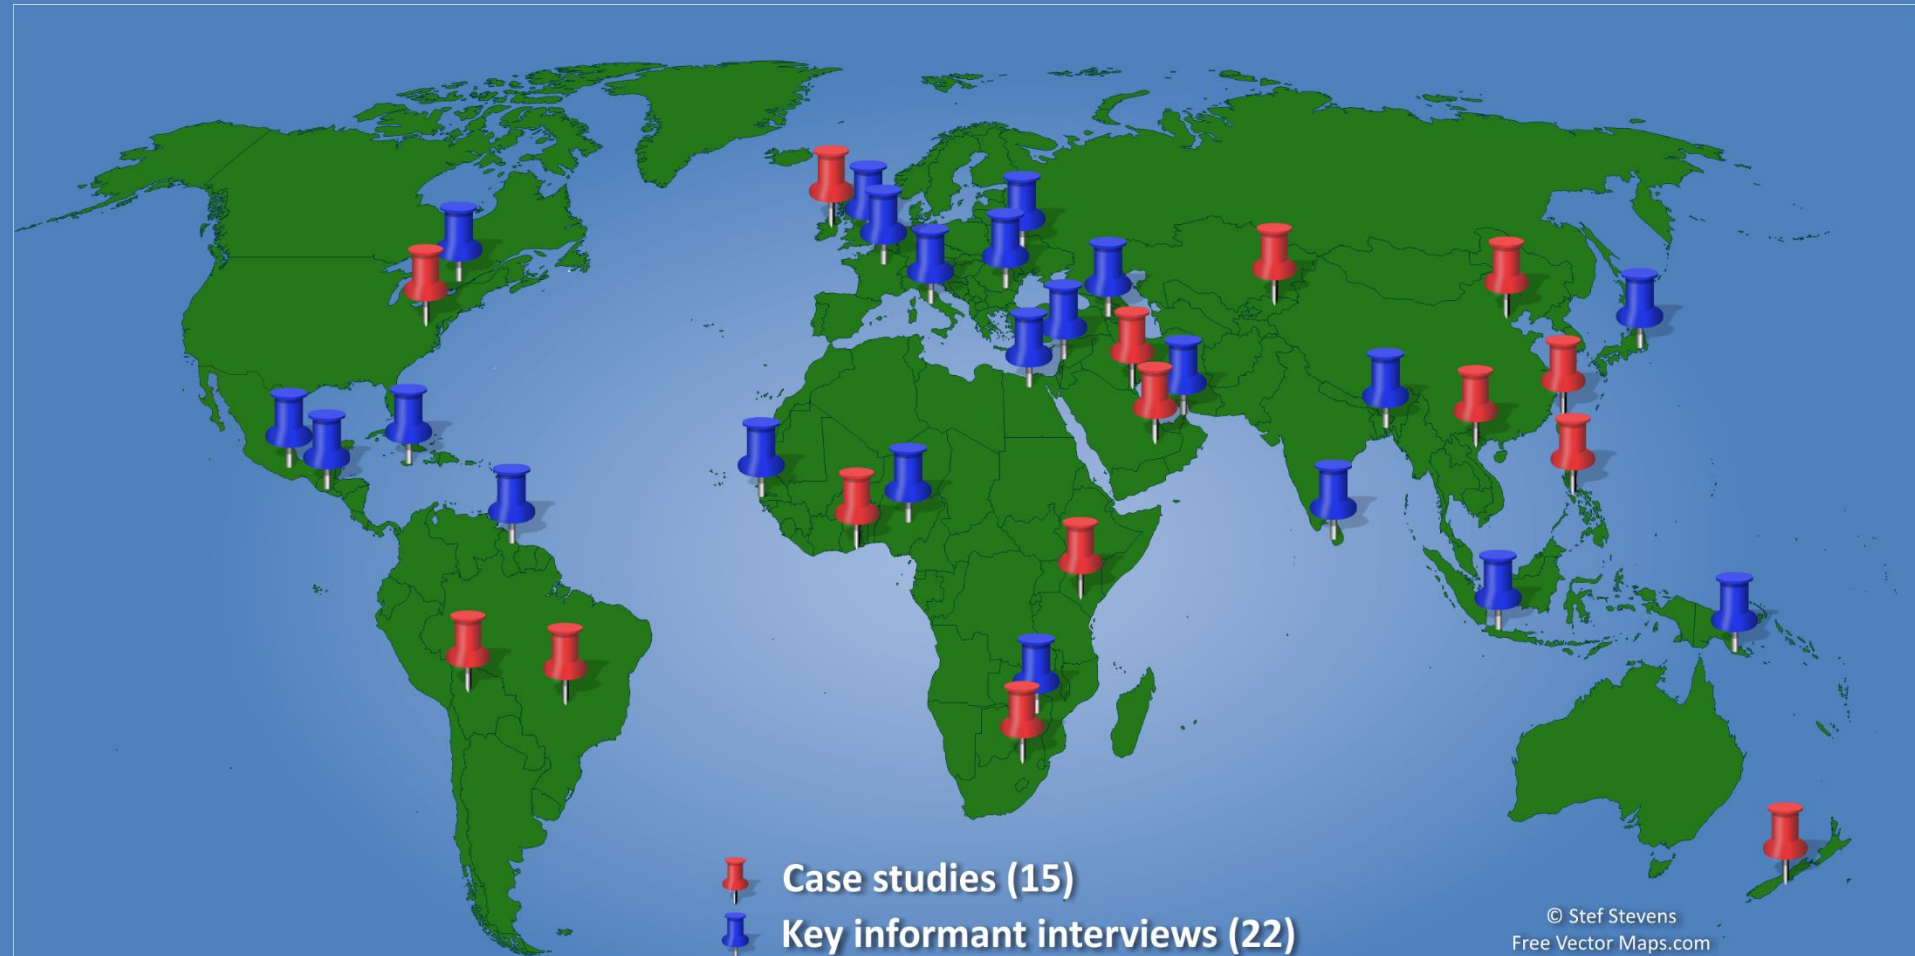 Case studies (15)
Key informant interviews (22)
© Stef Stevens
Free Vector Maps.com